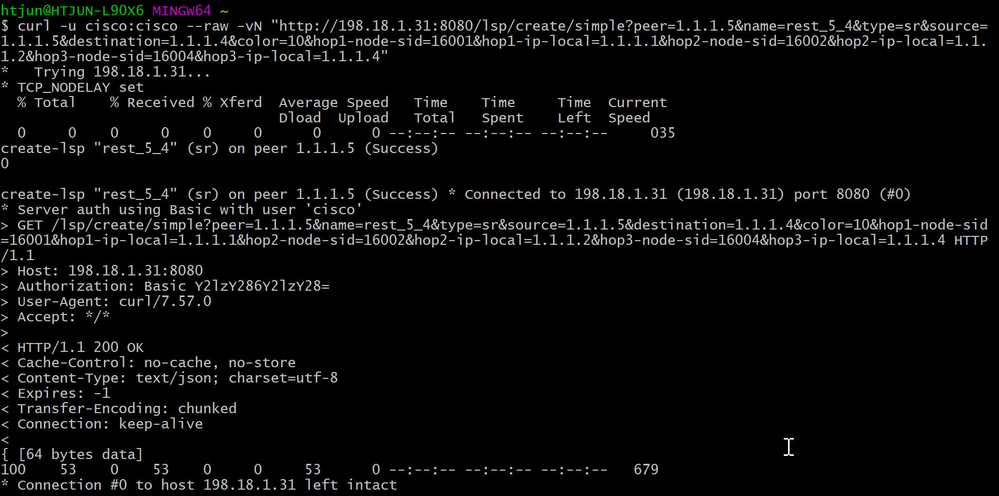 htjun@HTJUN-L9OX6 MINGW64 ~
$ curl -u cisco:cisco --raw -vN "http://198.18.1.31:8080/lsp/create/simple?peer=1.1.1.5&name=rest_5_4&type=sr&source=
1.1.1.5&destination=1.1.1.4&color=10&hop1-node-sid=16001&hop1-ip-local=1.1.1.1&hop2-node-sid=16002&hop2-ip-local=1.1.
1.2&hop3-node-sid=16004&hop3-ip-local=1.1.1.4"
*   Trying 198.18.1.31...
* TCP_NODELAY set
  % Total    % Received % Xferd  Average Speed   Time    Time     Time  Current
                                 Dload  Upload   Total   Spent    Left  Speed
  0     0    0     0    0     0      0      0 --:--:-- --:--:-- --:--:--     035
create-lsp "rest_5_4" (sr) on peer 1.1.1.5 (Success)
0

create-lsp "rest_5_4" (sr) on peer 1.1.1.5 (Success) * Connected to 198.18.1.31 (198.18.1.31) port 8080 (#0)
* Server auth using Basic with user 'cisco'
> GET /lsp/create/simple?peer=1.1.1.5&name=rest_5_4&type=sr&source=1.1.1.5&destination=1.1.1.4&color=10&hop1-node-sid
=16001&hop1-ip-local=1.1.1.1&hop2-node-sid=16002&hop2-ip-local=1.1.1.2&hop3-node-sid=16004&hop3-ip-local=1.1.1.4 HTTP
/1.1
> Host: 198.18.1.31:8080
> Authorization: Basic Y2lzY286Y2lzY28=
> User-Agent: curl/7.57.0
> Accept: */*
>
< HTTP/1.1 200 OK
< Cache-Control: no-cache, no-store
< Content-Type: text/json; charset=utf-8
< Expires: -1
< Transfer-Encoding: chunked
< Connection: keep-alive
<
{ [64 bytes data]
100    53    0    53    0     0     53      0 --:--:-- --:--:-- --:--:--   679
* Connection #0 to host 198.18.1.31 left intact